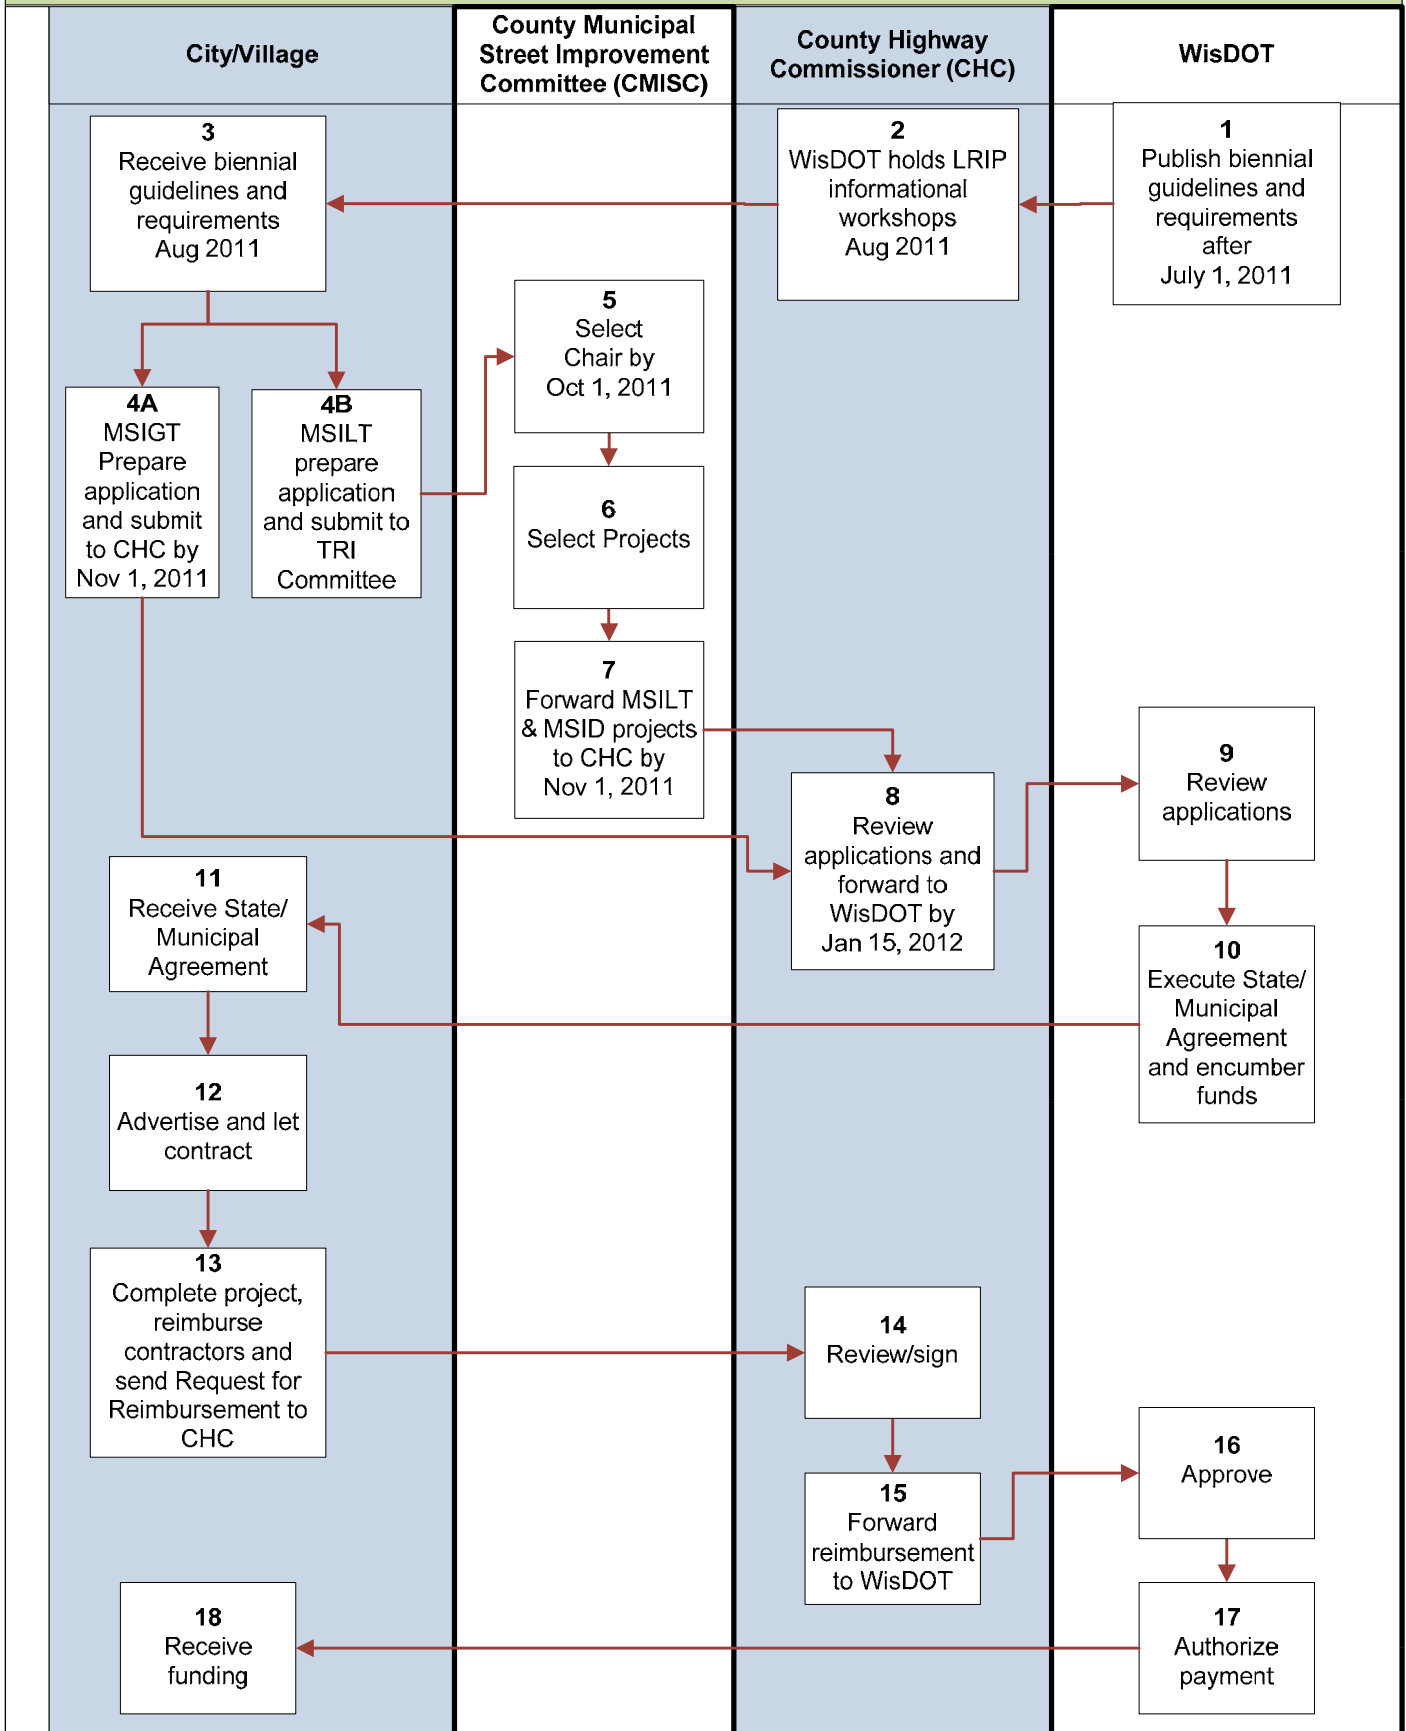 City/Village
County Municipal
Street Improvement
Committee (CMISC)
County Highway
Commissioner (CHC)
WisDOT
1
Publish biennial
guidelines and
requirements
after
July 1, 2011
2
WisDOT holds LRIP
informational
workshops
Aug 2011
3
Receive biennial
guidelines and
requirements
Aug 2011
4A
MSIGT
Prepare
application
and submit
to CHC by
Nov 1, 2011
4B
MSILT
prepare
application
and submit to
TRI
Committee
5
Select
Chair by
Oct 1, 2011
6
Select Projects
7
Forward MSILT
& MSID projects
to CHC by
Nov 1, 2011
8
Review
applications and
forward to
WisDOT by
Jan 15, 2012
9
Review
applications
10
Execute State/
Municipal
Agreement
and encumber
funds
11
Receive State/
Municipal
Agreement
12
Advertise and let
contract
13
Complete project,
reimburse
contractors and
send Request for
Reimbursement to
CHC
14
Review/sign
15
Forward
reimbursement
to WisDOT
16
Approve
17
Authorize
payment
18
Receive
funding